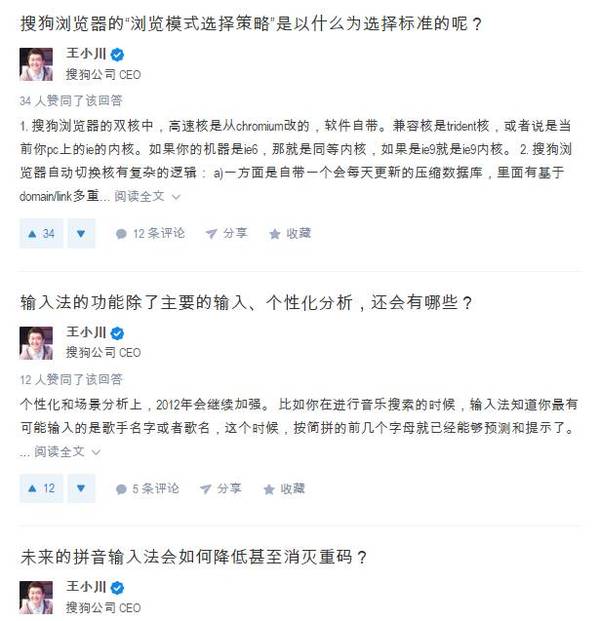 搜狗浏览器的“浏览模式选择策略”是以什么为选择标准的呢？
王小川
搜狗公司 CEO
34 人赞同了该回答
1. 搜狗浏览器的双核中，高速核是从chromium改的，软件自带。兼容核是trident核，或者说是当
前你pc上的ie的内核。如果你的机器是ie6，那就是同等内核，如果是ie9就是ie9内核。 2. 搜狗浏
览器自动切换核有复杂的逻辑： a)一方面是自带一个会每天更新的压缩数据库，里面有基于
domain/link多重... 阅读全文
34 12 条评论 分享 收藏
输入法的功能除了主要的输入、个性化分析，还会有哪些？
王小川
搜狗公司 CEO
12 人赞同了该回答
个性化和场景分析上，2012年会继续加强。 比如你在进行音乐搜索的时候，输入法知道你最有
可能输入的是歌手名字或者歌名，这个时候，按简拼的前几个字母就已经能够预测和提示了。
... 阅读全文
12 5 条评论 分享 收藏
未来的拼音输入法会如何降低甚至消灭重码？
王小川
搜狗公司 CEO